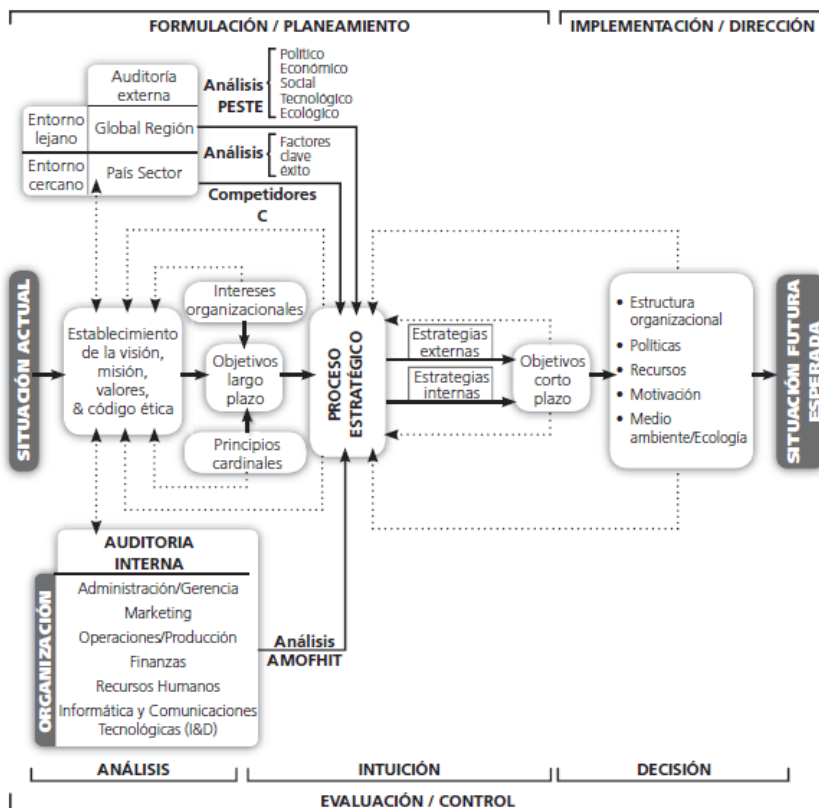 FORMULACIÓN / PLANEAMIENTO
IMPLEMENTACIÓN / DIRECCIÓN
Auditoría
externa
Entorno
lejano
Global Región
Entorno
cercano
País Sector
Análisis
PESTE
Político
Económico
Social
Tecnológico
Ecológico
Análisis
Factores
clave
éxito
Competidores
C
SITUACIÓN ACTUAL
Establecimiento
de la visión,
misión,
valores,
& código ética
Intereses
organizacionales
Objetivos
largo
plazo
Principios
cardinales
PROCESO
ESTRATÉGICO
Estrategias
externas
Estrategias
internas
Objetivos
corto
plazo
• Estructura
organizacional
• Políticas
• Recursos
• Motivación
• Medio
ambiente/Ecología
SITUACIÓN FUTURA
ESPERADA
ORGANIZACIÓN
AUDITORIA
INTERNA
Administración/Gerencia
Marketing
Operaciones/Producción
Finanzas
Recursos Humanos
Informática y Comunicaciones
Tecnológicas (I&D)
Análisis
AMOFHIT
ANÁLISIS
INTUICIÓN
DECISIÓN
EVALUACIÓN / CONTROL